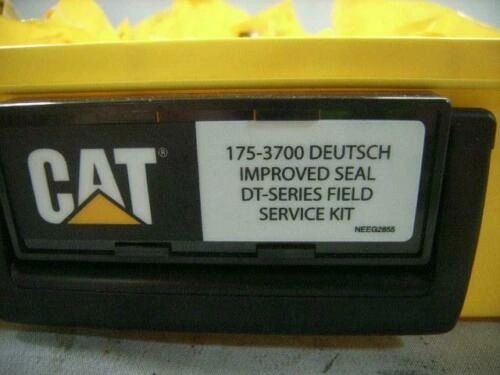 CAT®
175-3700 DEUTSCH
IMPROVED SEAL
DT-SERIES FIELD
SERVICE KIT
NEEG2855